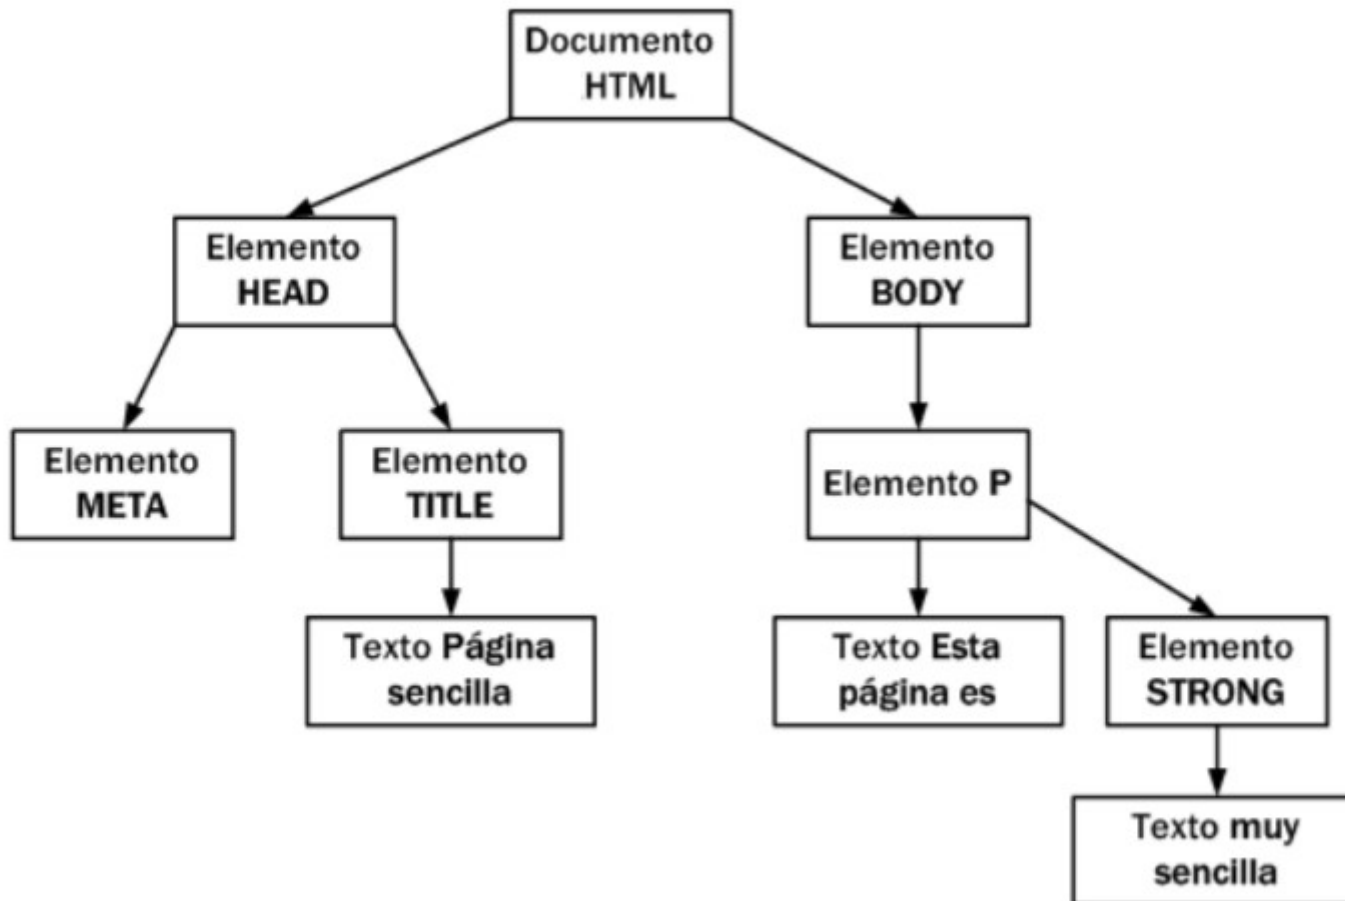 Documento
HTML
Elemento
HEAD
Elemento
BODY
Elemento
META
Elemento
TITLE
Elemento P
Texto Página
sencilla
Texto Esta
página es
Elemento
STRONG
Texto muy
sencilla